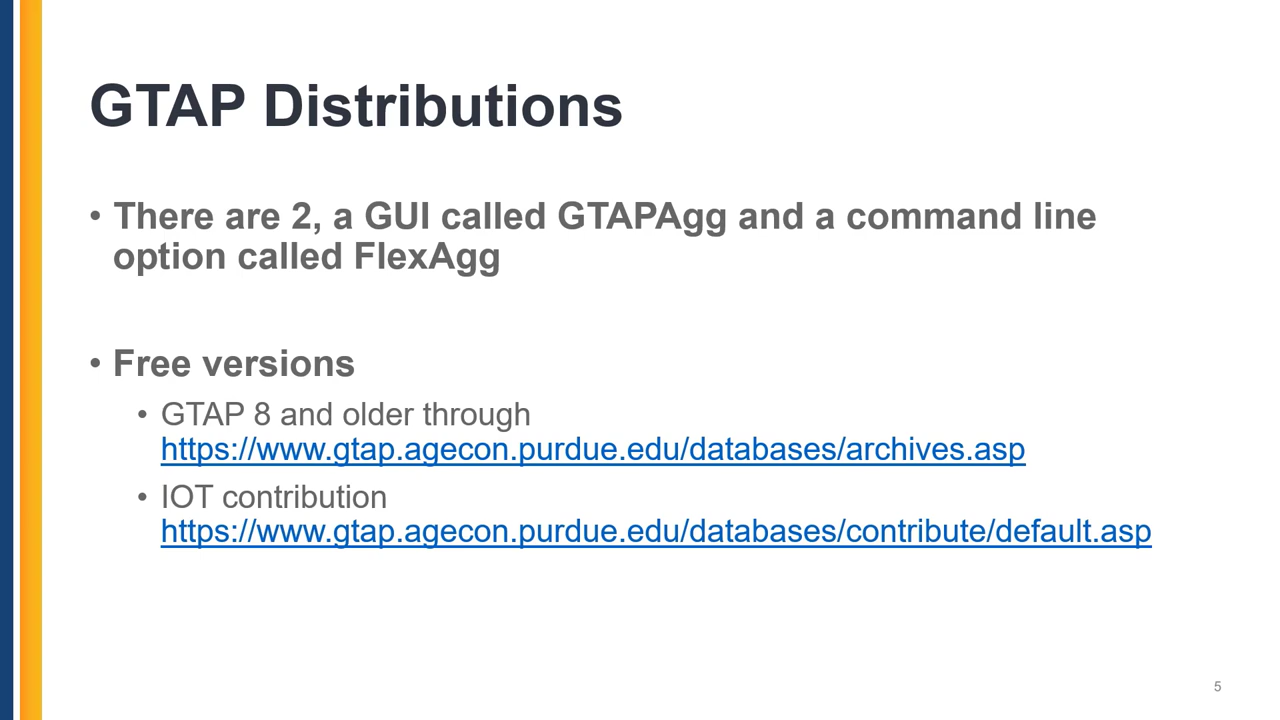 GTAP Distributions
• There are 2, a GUI called GTAPAgg and a command line
option called FlexAgg
• Free versions
• GTAP 8 and older through
https://www.gtap.agecon.purdue.edu/databases/archives.asp
• IOT contribution
https://www.gtap.agecon.purdue.edu/databases/contribute/default.asp
5